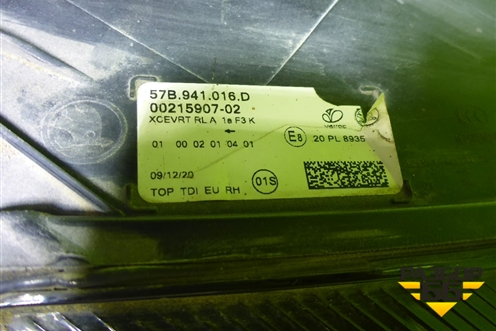 57B.941.016.D
00215907-02
XCEVRT RL A 1a F3 K
01 00 02 01 04 01
E8
20 PL 8935
09/12/20
TOP TDI EU RH
01S